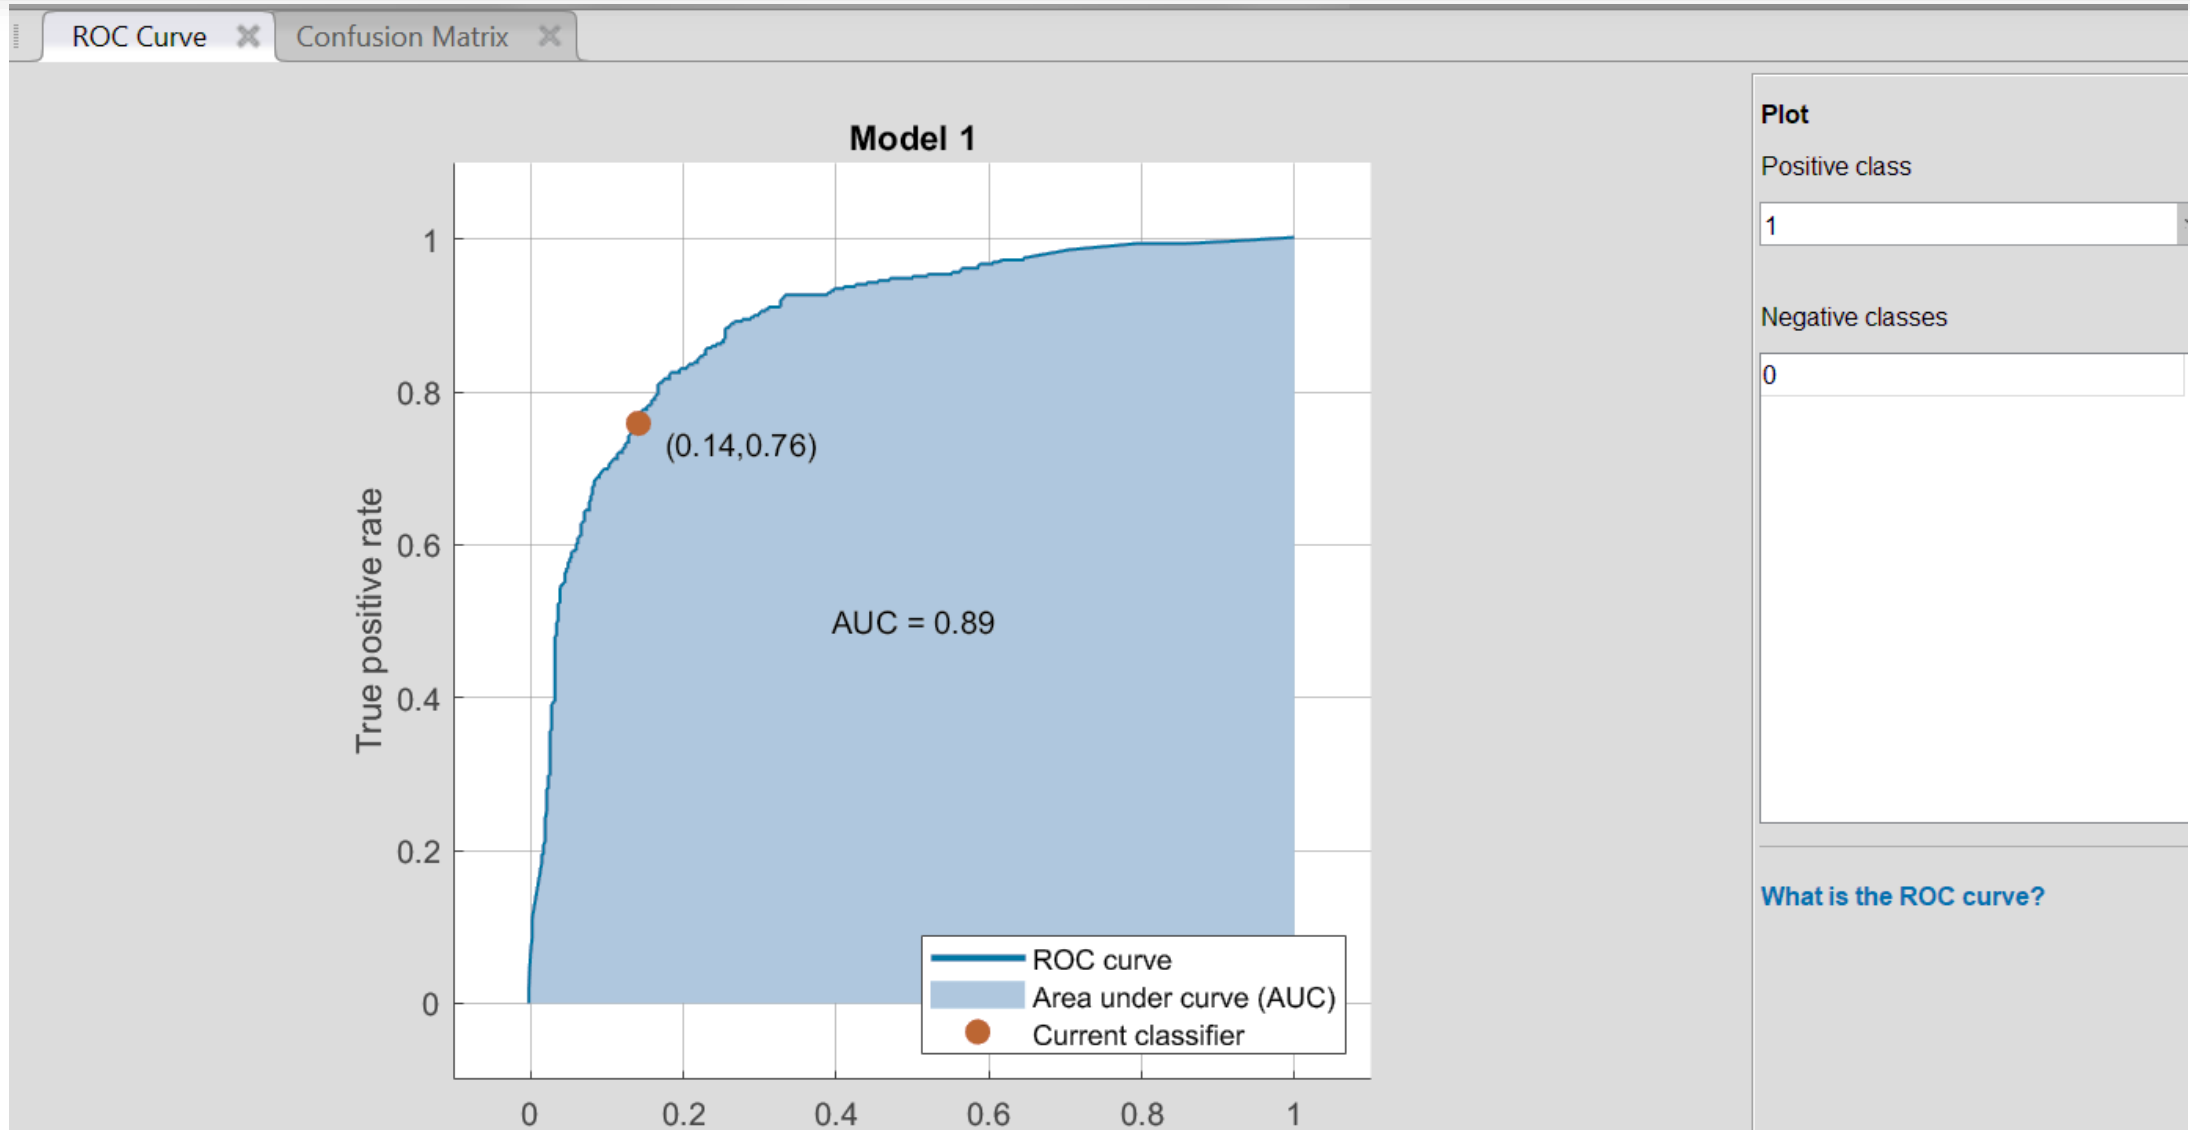 ROC Curve
Confusion Matrix
Model 1
1
0.8
0.6
0.4
0.2
0
True positive rate
(0.14,0.76)
AUC = 0.89
ROC curve
Area under curve (AUC)
Current classifier
0 0.2 0.4 0.6 0.8 1
Plot
Positive class
1
Negative classes
0
What is the ROC curve?